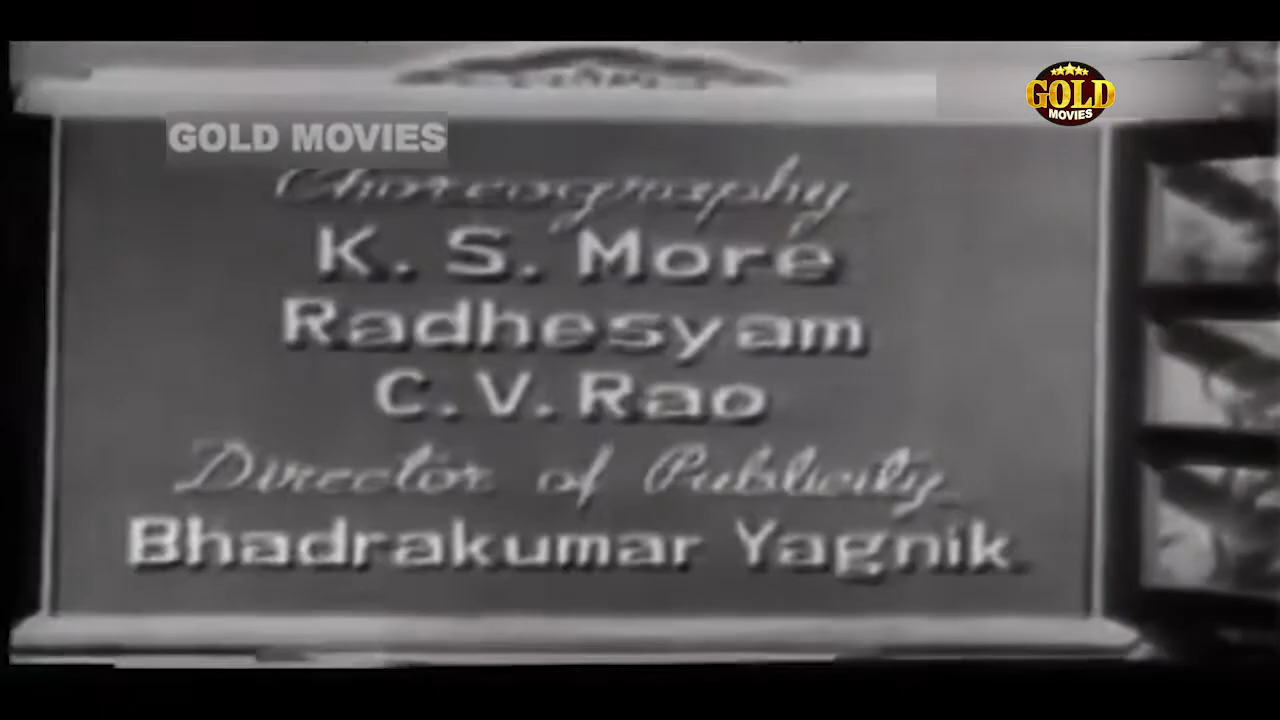 GOLD
MOVIES
GOLD MOVIES
Choreography
K. S. More
Radhesyam
C. V. Rao
Director of Publicity
Bhadrakumar Yagnik.